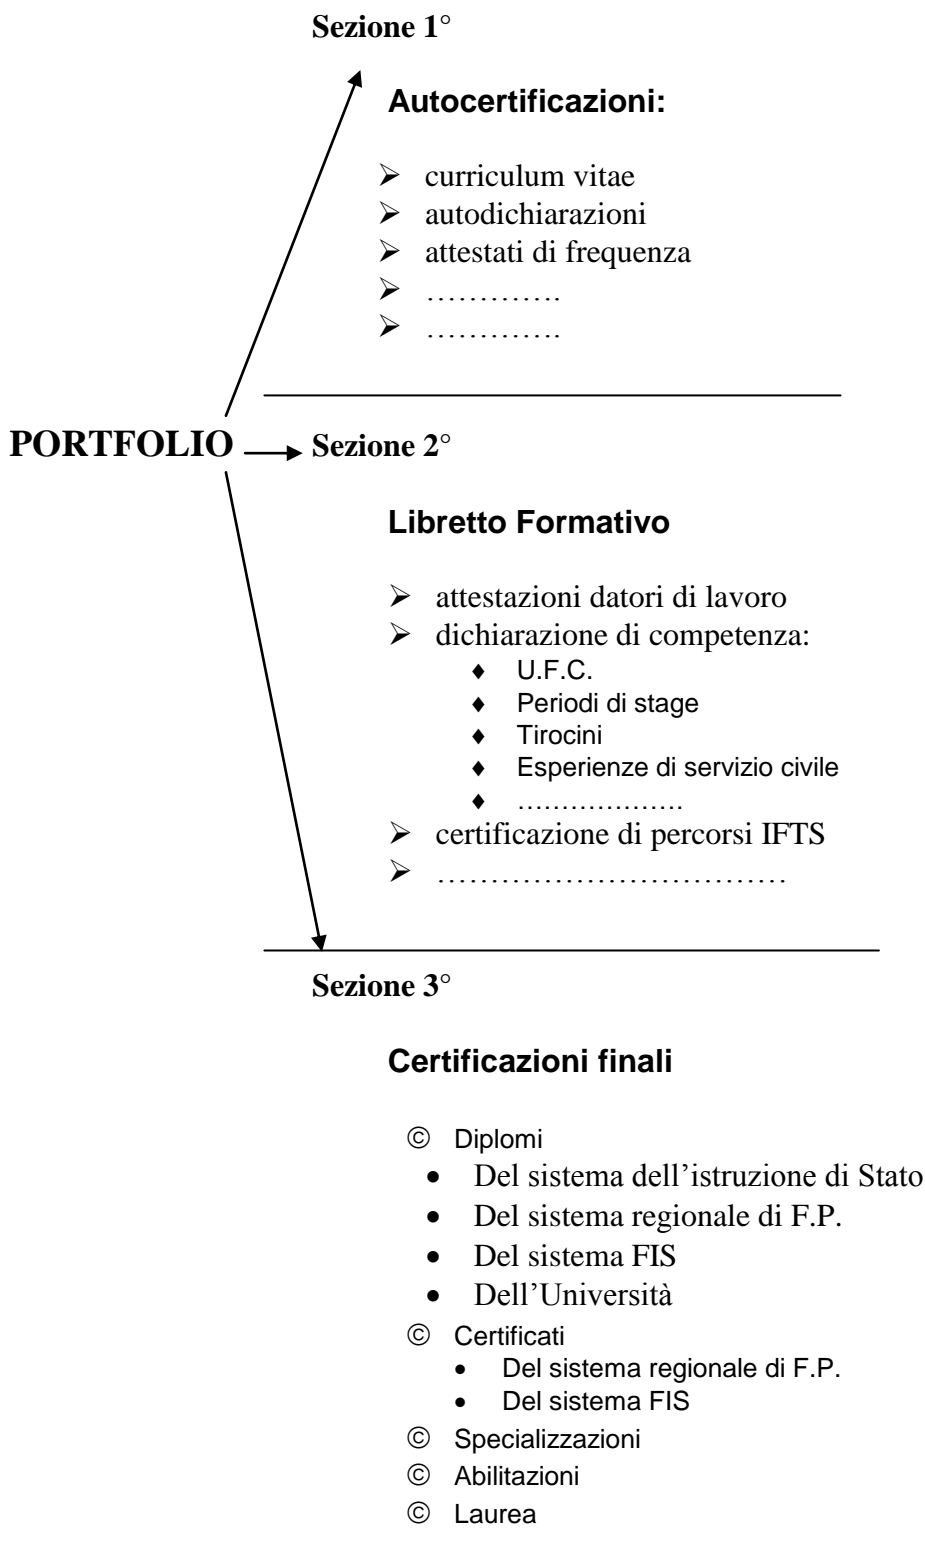 Sezione 1°
Autocertificazioni:
➢ curriculum vitae
➢ autodichiarazioni
➢ attestati di frequenza
➢ ………….
➢ ………….
PORTFOLIO
Sezione 2°
Libretto Formativo
➢ attestazioni datori di lavoro
➢ dichiarazione di competenza:
♦ U.F.C.
♦ Periodi di stage
♦ Tirocini
♦ Esperienze di servizio civile
♦ ……………….
➢ certificazione di percorsi IFTS
➢ ……………………………
Sezione 3°
Certificazioni finali
© Diplomi
• Del sistema dell’istruzione di Stato
• Del sistema regionale di F.P.
• Del sistema FIS
• Dell’Università
© Certificati
• Del sistema regionale di F.P.
• Del sistema FIS
© Specializzazioni
© Abilitazioni
© Laurea